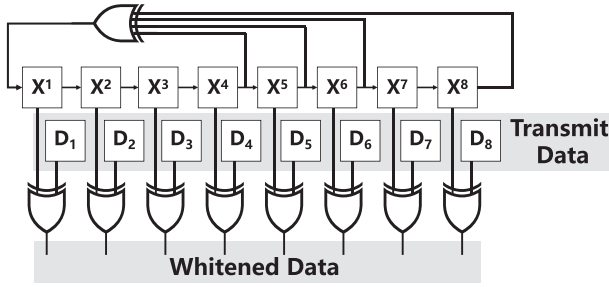 X¹ X² X³ X⁴ X⁵ X⁶ X⁷ X⁸
D₁ D₂ D₃ D₄ D₅ D₆ D₇ D₈
Transmit
Data
Whitened Data